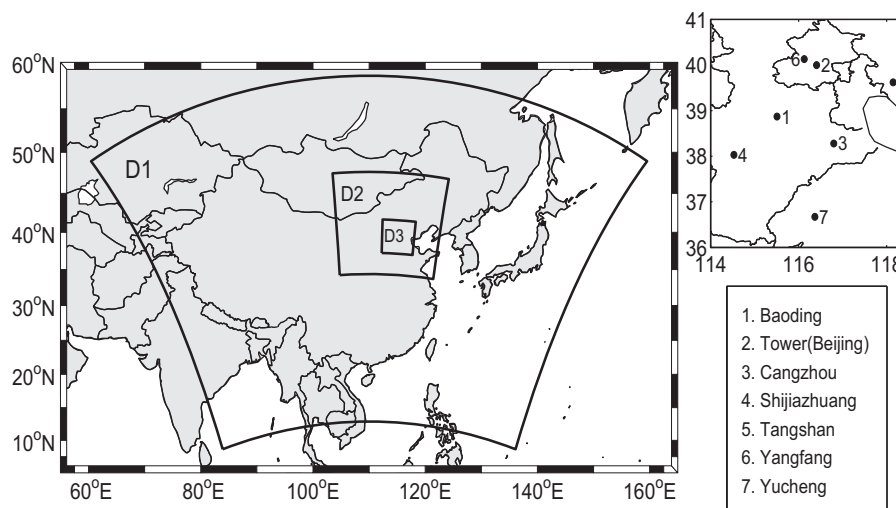 60°N
50°N
40°N
30°N
20°N
10°N
60°E
80°E
100°E
120°E
140°E
160°E
D1
D2
D3
41
40
39
38
37
36
114
116
118
6
2
1
3
4
7
1. Baoding
2. Tower(Beijing)
3. Cangzhou
4. Shijiazhuang
5. Tangshan
6. Yangfang
7. Yucheng